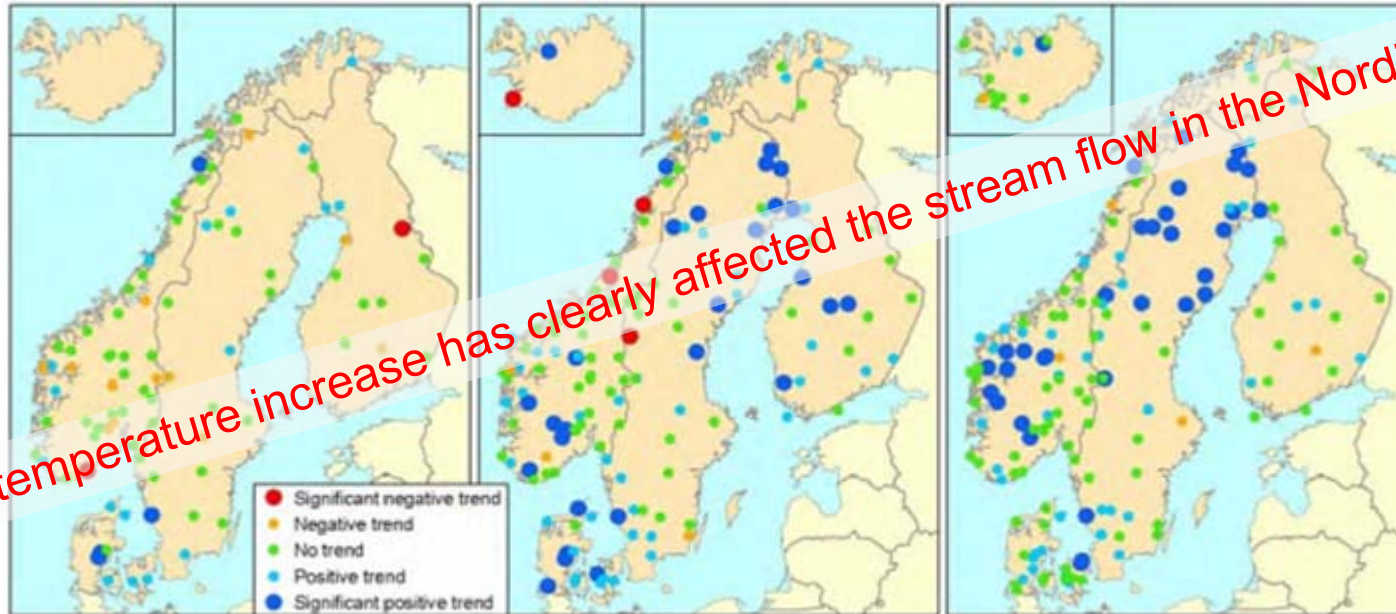 temperature increase has clearly affected the stream flow in the Nord
Significant negative trend
Negative trend
No trend
Positive trend
Significant positive trend